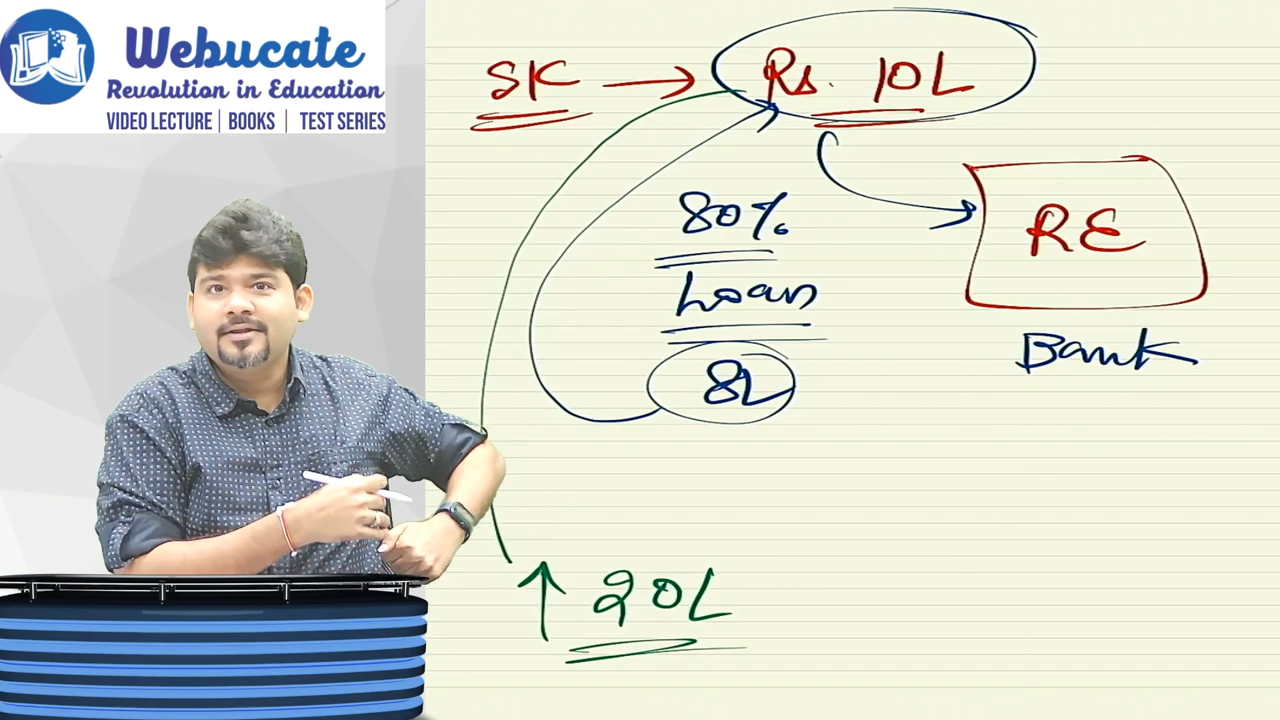 Webucate
Revolution in Education
VIDEO LECTURE | BOOKS | TEST SERIES
SK → Rs. 10L
80%
Loan
8L
RE
Bank
↑ 20L